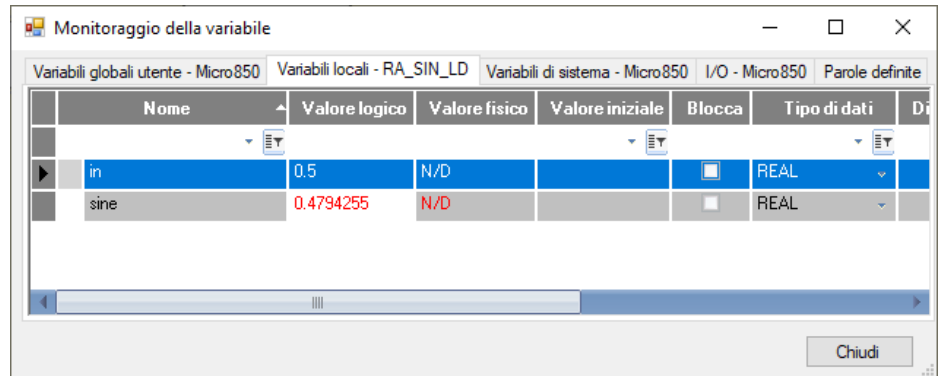 Monitoraggio della variabile
Variabili globali utente - Micro850 Variabili locali - RA_SIN_LD Variabili di sistema - Micro850 I/O - Micro850 Parole definite
Nome Valore logico Valore fisico Valore iniziale Blocca Tipo di dati Di
in 0.5 N/D REAL
sine 0.4794255 N/D REAL
Chiudi